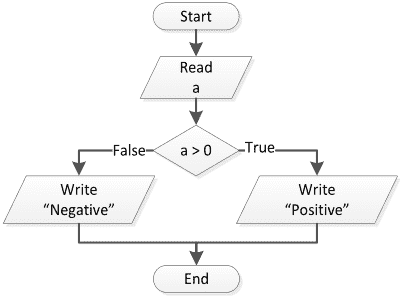 Start
Read
a
False
a > 0
True
Write
“Negative”
Write
“Positive”
End